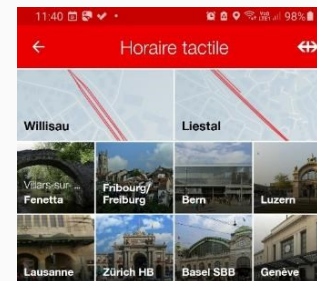 11:40 98%
Horaire tactile
Willisau Liestal
Villars-sur-...
Fenetta
Fribourg/
Freiburg
Bern
Luzern
Lausanne Zürich HB Basel SBB Genève